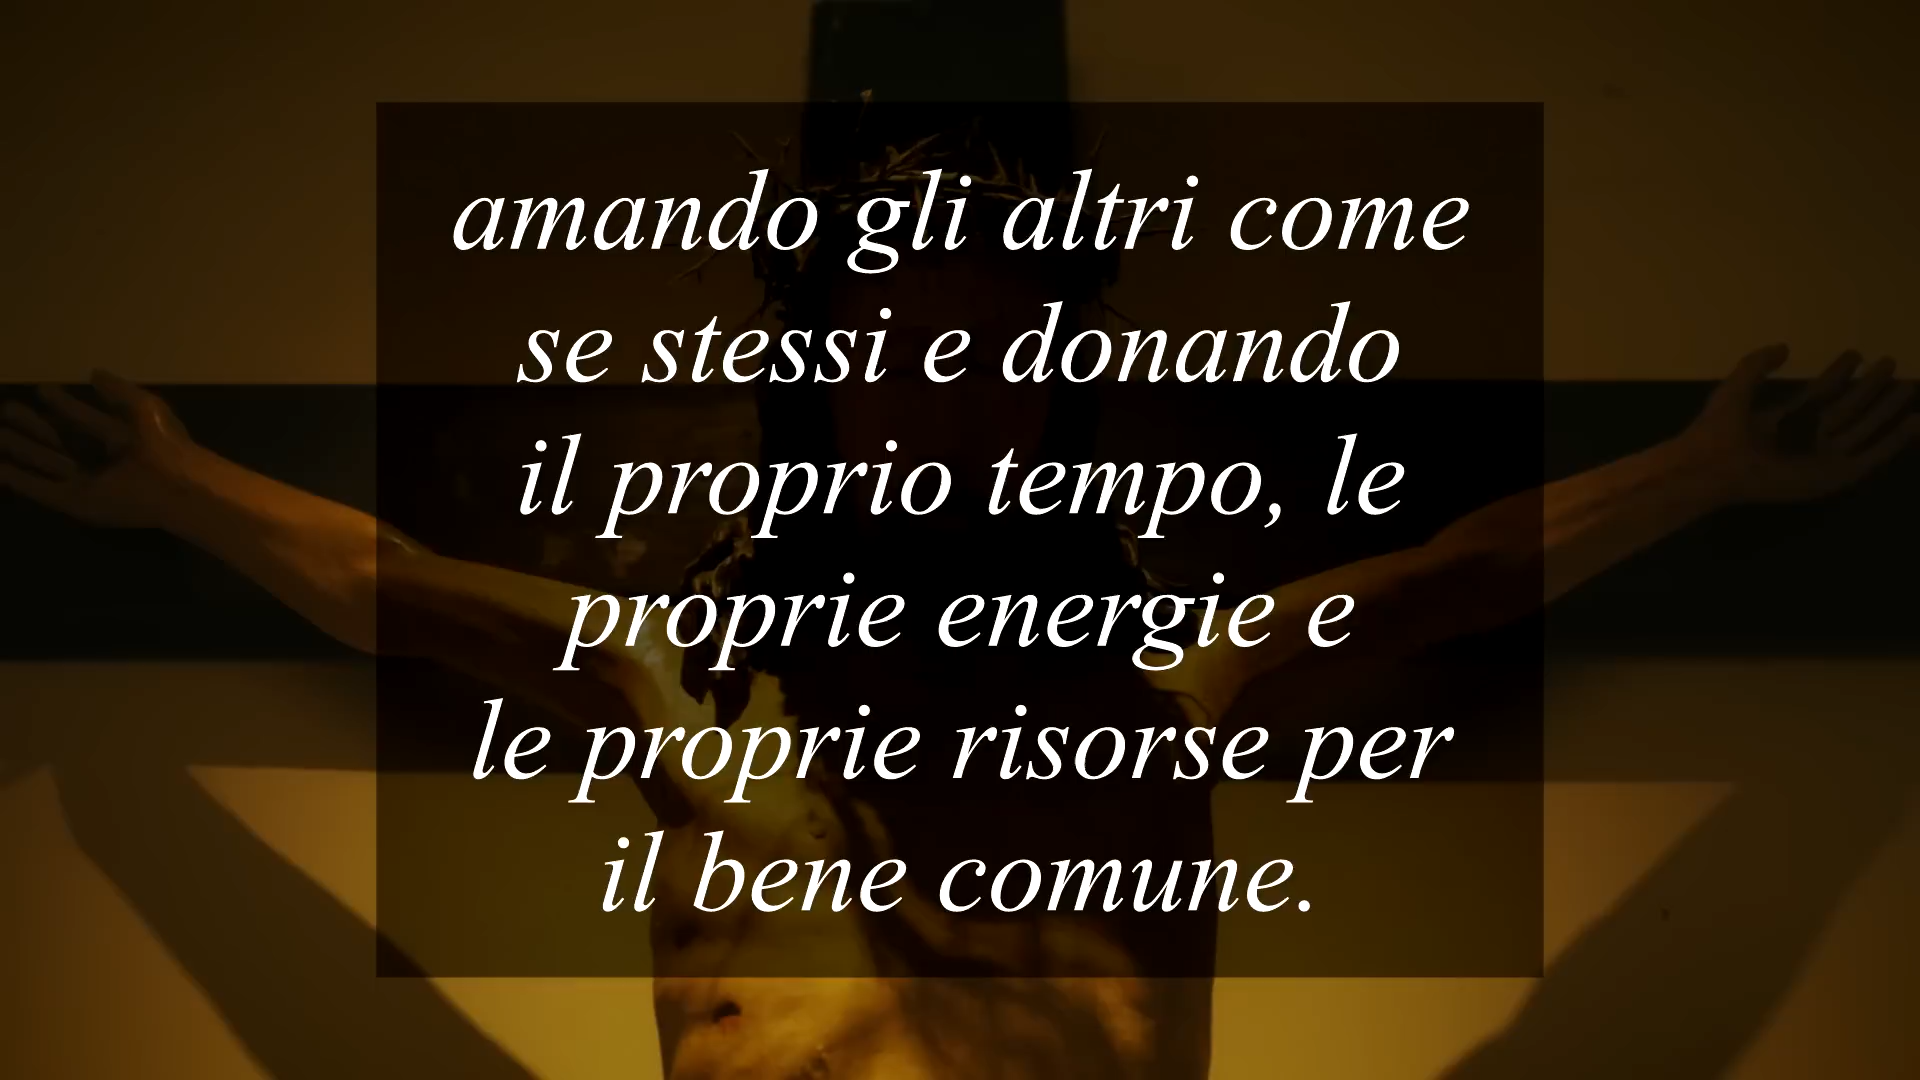 amando gli altri come
se stessi e donando
il proprio tempo, le
proprie energie e
le proprie risorse per
il bene comune.